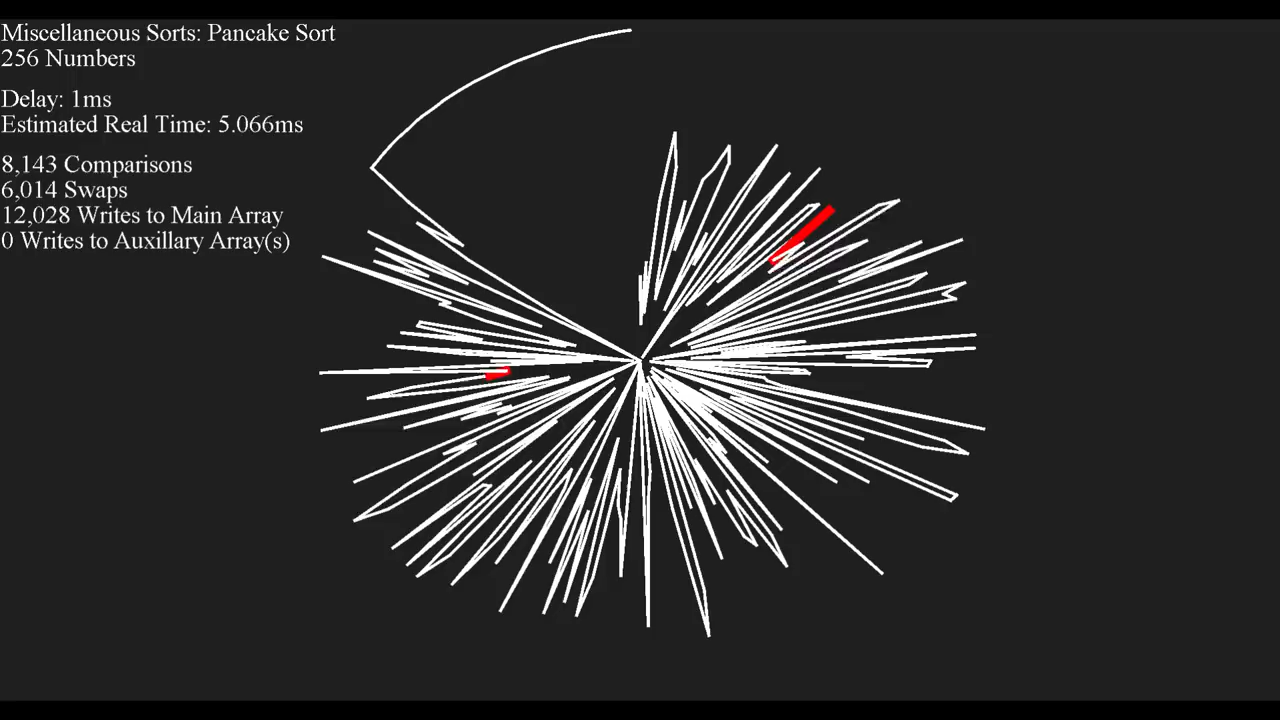 Miscellaneous Sorts: Pancake Sort
256 Numbers
Delay: 1ms
Estimated Real Time: 5.066ms
8,143 Comparisons
6,014 Swaps
12,028 Writes to Main Array
0 Writes to Auxillary Array(s)